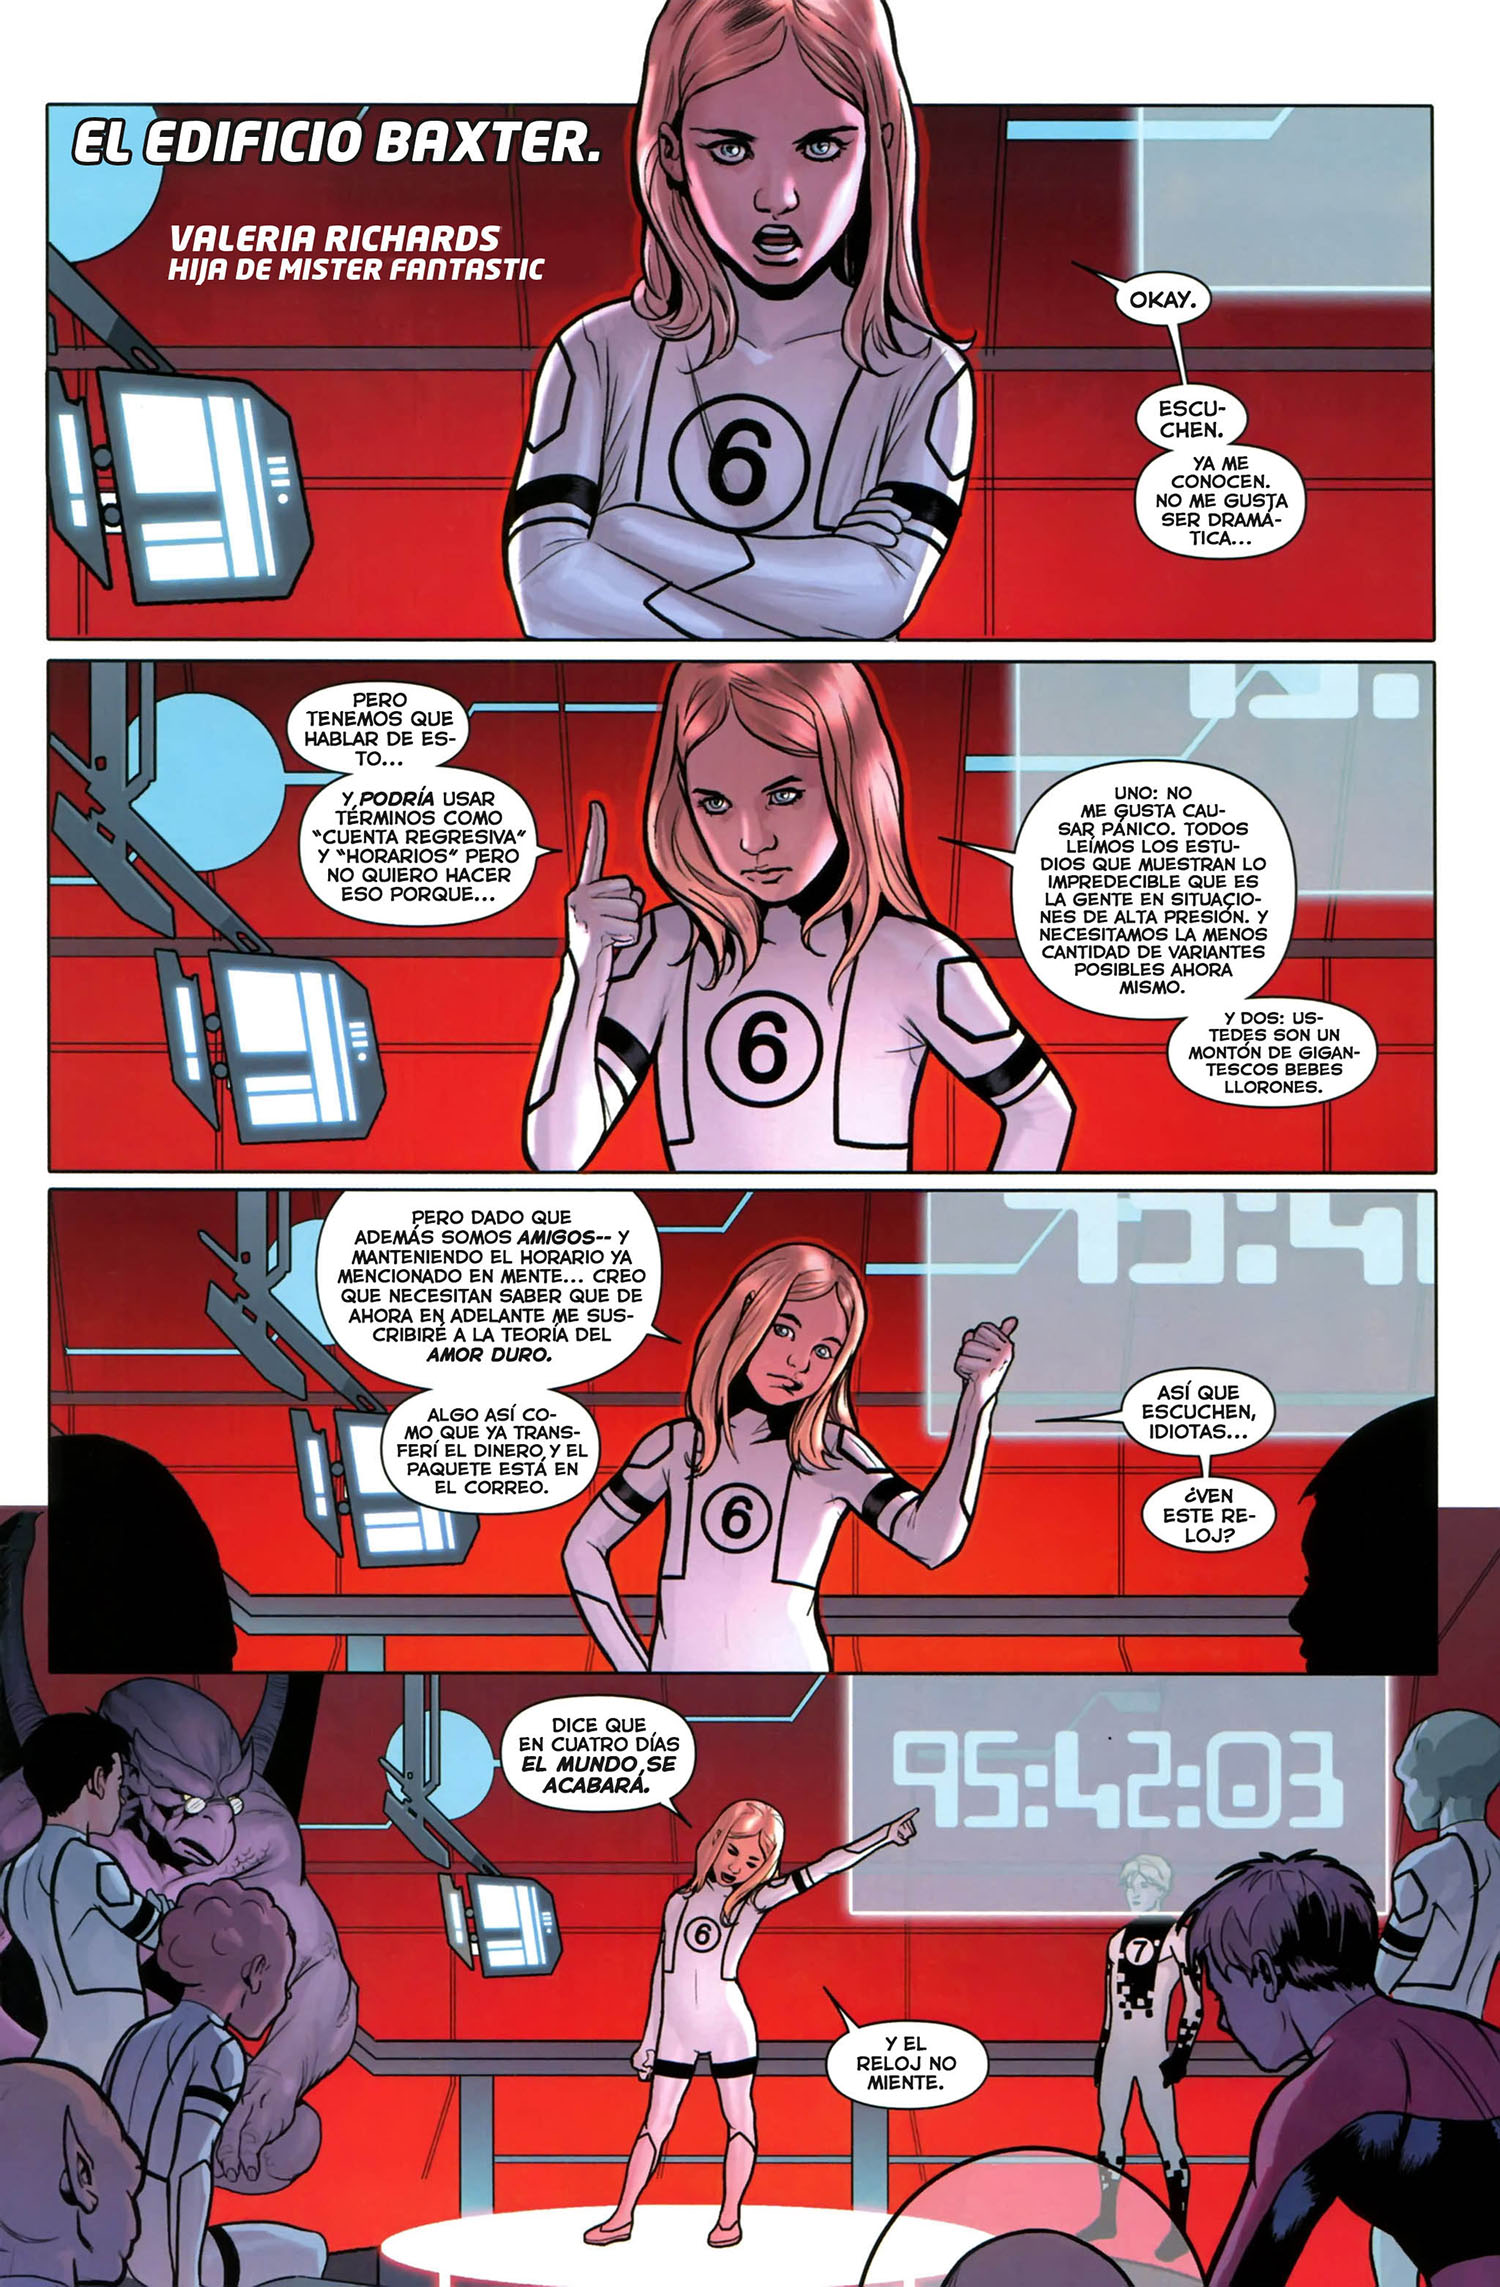 EL EDIFICIO BAXTER.
VALERIA RICHARDS
HIJA DE MISTER FANTASTIC
6
OKAY.
ESCU-
CHEN.
YA ME
CONOCEN.
NO ME GUSTA
SER DRAMÁ-
TICA...
PERO
TENEMOS QUE
HABLAR DE ES-
TO...
Y PODRÍA USAR
TÉRMINOS COMO
"CUENTA REGRESIVA"
Y "HORARIOS" PERO
NO QUIERO HACER
ESO PORQUE...
6
UNO: NO
ME GUSTA CAU-
SAR PÁNICO. TODOS
LEÍMOS LOS ESTU-
DIOS QUE MUESTRAN LO
IMPREDECIBLE QUE ES
LA GENTE EN SITUACIO-
NES DE ALTA PRESIÓN. Y
NECESITAMOS LA MENOS
CANTIDAD DE VARIANTES
POSIBLES AHORA
MISMO.
Y DOS: US-
TEDES SON UN
MONTÓN DE GIGAN-
TESCOS BEBES
LLORONES.
PERO DADO QUE
ADEMÁS SOMOS AMIGOS-- Y
MANTENIENDO EL HORARIO YA
MENCIONADO EN MENTE... CREO
QUE NECESITAN SABER QUE DE
AHORA EN ADELANTE ME SUS-
CRIBIRÉ A LA TEORÍA DEL
AMOR DURO.
ALGO ASÍ CO-
MO QUE YA TRANS-
FERÍ EL DINERO Y EL
PAQUETE ESTÁ EN
EL CORREO.
6
95:4
ASÍ QUE
ESCUCHEN,
IDIOTAS...
¿VEN
ESTE RE-
LOJ?
DICE QUE
EN CUATRO DÍAS
EL MUNDO SE
ACABARÁ.
95:42:03
6
7
Y EL
RELOJ NO
MIENTE.